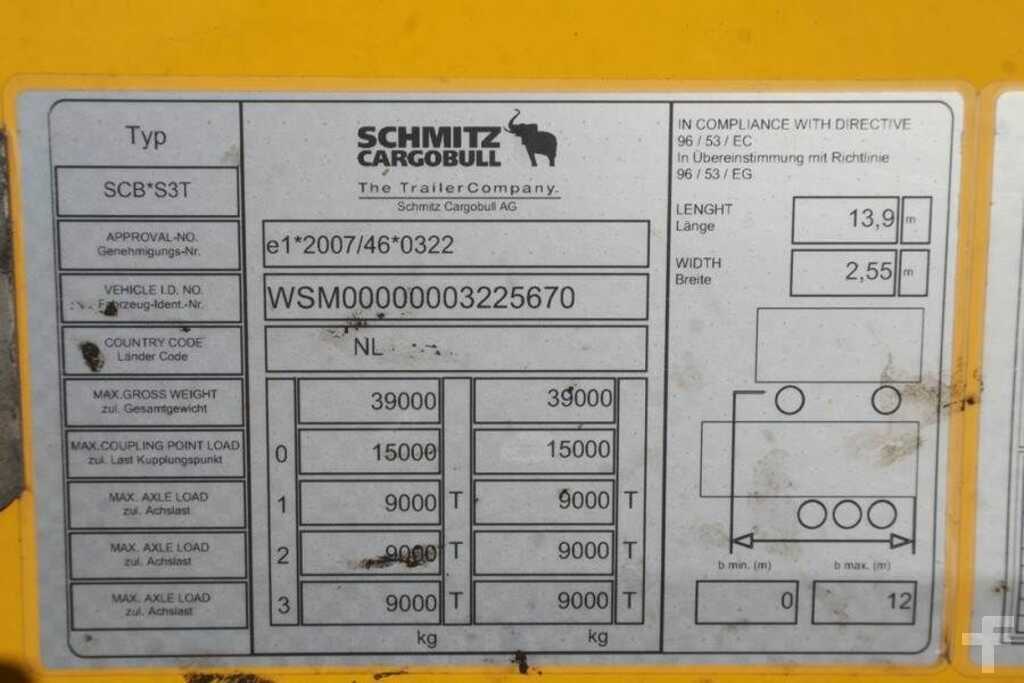 Typ
SCB*S3T
APPROVAL-NO.
Genehmigungs-Nr.
VEHICLE I.D. NO.
Fahrzeug-Ident.-Nr.
COUNTRY CODE
Länder Code
MAX.GROSS WEIGHT
zul. Gesamtgewicht
MAX.COUPLING POINT LOAD
zul. Last Kupplungspunkt
MAX. AXLE LOAD
zul. Achslast
MAX. AXLE LOAD
zul. Achslast
MAX. AXLE LOAD
zul. Achslast
SCHMITZ
CARGOBULL
The Trailer Company.
Schmitz Cargobull AG
e1*2007/46*0322
WSM00000003225670
NL
39000 39000
0 15000 15000
1 9000 T 9000 T
2 9000 T 9000 T
3 9000 T 9000 T
kg kg
IN COMPLIANCE WITH DIRECTIVE
96 / 53 / EC
In Übereinstimmung mit Richtlinie
96 / 53 / EG
LENGHT
Länge
13,9 m
WIDTH
Breite
2,55 m
b min. (m) b max. (m)
0 12